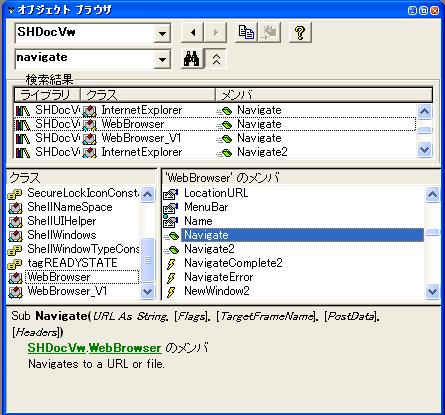 オブジェクト ブラウザ
SHDocVw
navigate
検索結果
ライブラリ クラス メンバ
SHDocVw InternetExplorer Navigate
SHDocVw WebBrowser Navigate
SHDocVw WebBrowser_V1 Navigate
SHDocVw InternetExplorer Navigate2
クラス
SecureLockIconConsta
ShellNameSpace
ShellUIHelper
ShellWindows
ShellWindowTypeCons
tagREADYSTATE
WebBrowser
WebBrowser_V1
'WebBrowser' のメンバ
LocationURL
MenuBar
Name
Navigate
Navigate2
NavigateComplete2
NavigateError
NewWindow2
Sub Navigate(URL As String, [Flags], [TargetFrameName], [PostData],
[Headers])
SHDocVw.WebBrowser のメンバ
Navigates to a URL or file.